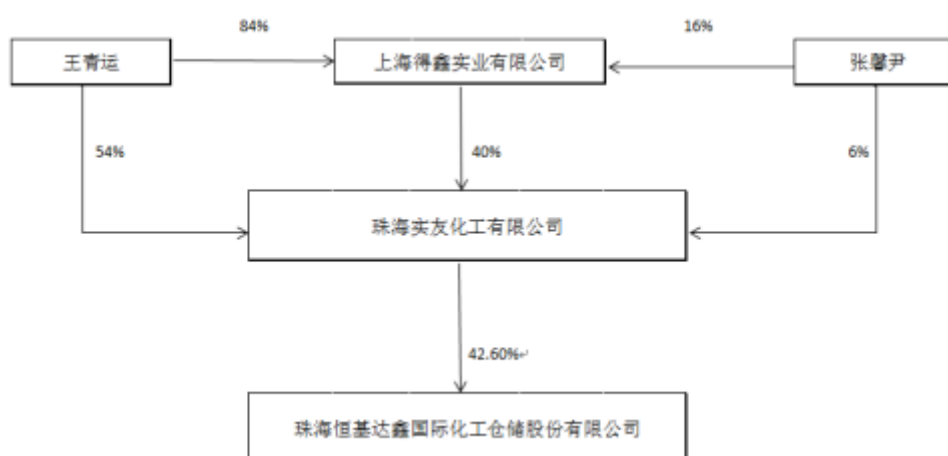 84%
16%
王青运
上海得鑫实业有限公司
张馨尹
54%
40%
6%
珠海实友化工有限公司
42.60%↵
珠海恒基达鑫国际化工仓储股份有限公司